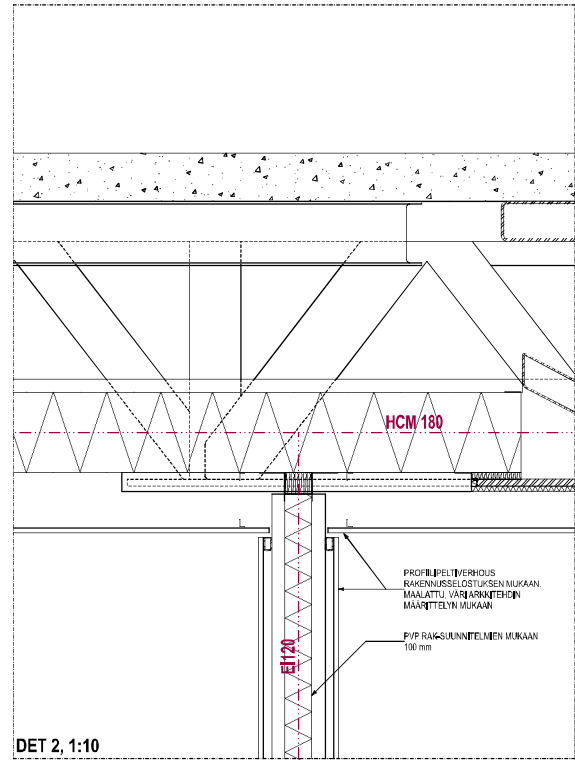 HCM 180
PROFIILIPELTIVERHOUS
RAKENNUSSELOSTUKSEN MUKAAN,
MAALATTU, VÄRI ARKKITEHDIN
MÄÄRITTELYN MUKAAN
PVP RAK-SUUNNITELMIEN MUKAAN
100 mm
EI120
DET 2, 1:10